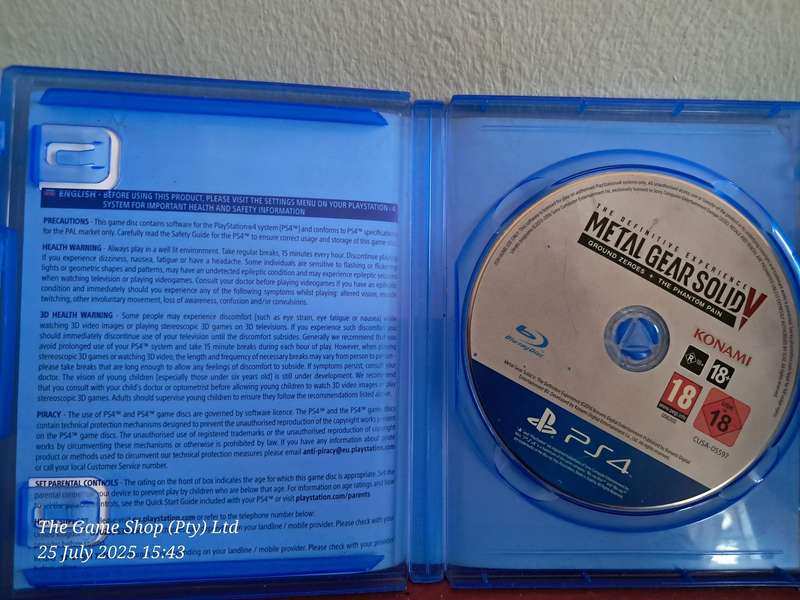 ENGLISH - BEFORE USING THIS PRODUCT, PLEASE VISIT THE SETTINGS MENU ON YOUR PLAYSTATION®4
SYSTEM FOR IMPORTANT HEALTH AND SAFETY INFORMATION
PRECAUTIONS - This game disc contains software for the PlayStation®4 system (PS4™) and conforms to PS4™ specifications
for the PAL market only. Carefully read the Safety Guide for the PS4™ to ensure correct usage and storage of this game
HEALTH WARNING - Always play in a well lit environment. Take regular breaks, 15 minutes every hour. Discontinue playing
if you experience dizziness, nausea, fatigue or have a headache. Some individuals are sensitive to flashing or flickering
lights or geometric shapes and patterns, may have an undetected epileptic condition and may experience epileptic
when watching television or playing videogames. Consult your doctor before playing videogames if you have an epileptic
condition and immediately should you experience any of the following symptoms whilst playing: altered vision, muscle
twitching, other involuntary movement, loss of awareness, confusion and/or convulsions.
3D HEALTH WARNING - Some people may experience discomfort (such as eye strain, eye fatigue or nausea)
watching 3D video images or playing stereoscopic 3D games on 3D televisions. If you experience such discomfort you
should immediately discontinue use of your television until the discomfort subsides. Generally we recommend that you
avoid prolonged use of your PS4™ system and take 15 minute breaks during each hour of play. However, when playing
stereoscopic 3D games or watching 3D video, the length and frequency of necessary breaks may vary from person to person
please take breaks that are long enough to allow any feelings of discomfort to subside. If symptoms persist, consult your
doctor. The vision of young children (especially those under six years old) is still under development. We recommend
that you consult with your child's doctor or optometrist before allowing young children to watch 3D video images or play
stereoscopic 3D games. Adults should supervise young children to ensure they follow the recommendations listed above.
PIRACY - The use of PS4™ and PS4™ game discs are governed by software licence. The PS4™ and the PS4™ game discs
contain technical protection mechanisms designed to prevent the unauthorised reproduction of the copyright works
on the PS4™ game discs. The unauthorised use of registered trademarks or the unauthorised reproduction of copyright
works by circumventing these mechanisms or otherwise is prohibited by law. If you have any information about
product or methods used to circumvent our technical protection measures please email anti-piracy@eu.playstation.com
or call your local Customer Service number.
SET PARENTAL CONTROLS - The rating on the front of box indicates the age for which this game disc is appropriate. Set the
parental your device to prevent play by children who are below that age. For information on age ratings and how
to controls, see the Quick Start Guide included with your PS4™ or visit playstation.com/parents
.playstation.com or refer to the telephone number below:
on your landline / mobile provider. Please check with your
depending on your landline / mobile provider. Please check with your provider
THE DEFINITIVE EXPERIENCE
METAL GEAR SOLID V
GROUND ZEROES + THE PHANTOM PAIN
Blu-ray Disc
KONAMI
R 18+
18+
18
www.pegi.info
USK
ab
18
CUSA-05597
PS4
The Game Shop (Pty) Ltd
25 July 2025 15:43